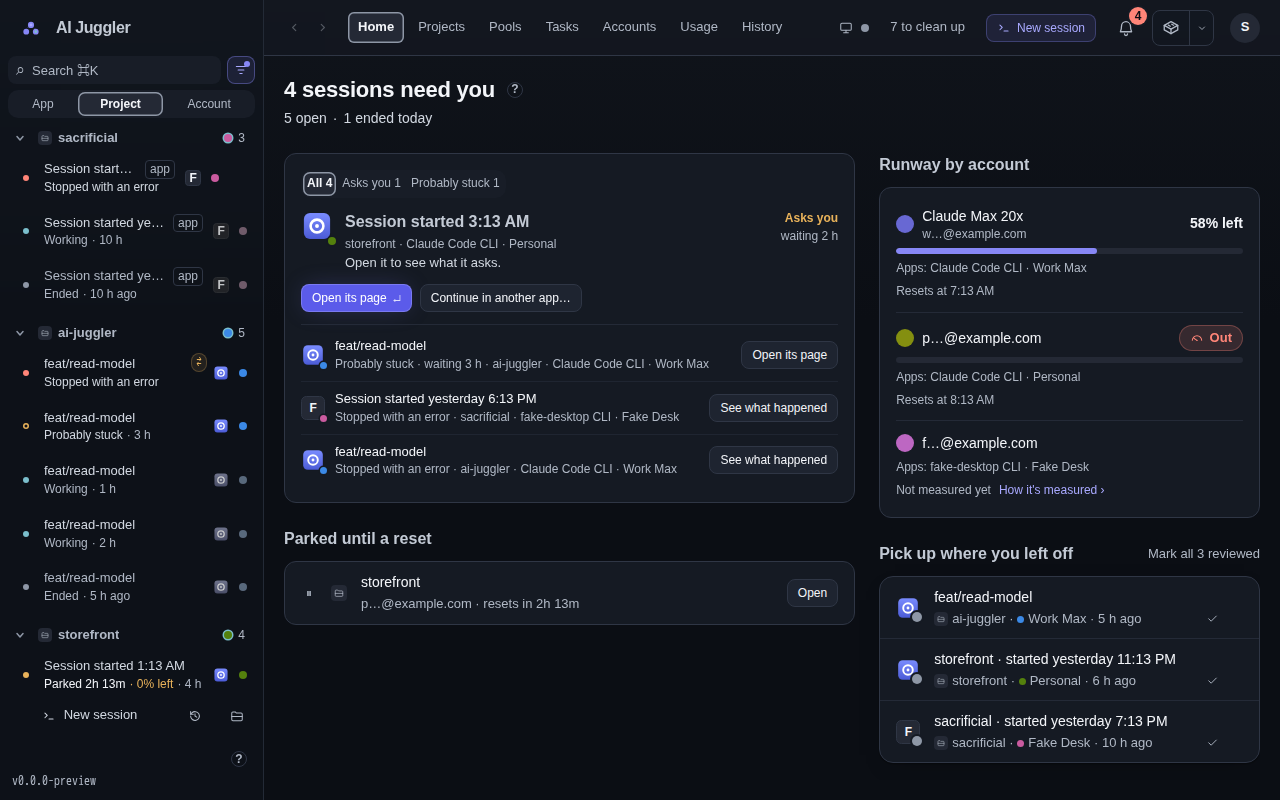 AI Juggler
Search ⌘K
App
Project
Account
sacrificial
3
Session start…
app
F
Stopped with an error
Session started ye…
app
F
Working · 10 h
Session started ye…
app
F
Ended · 10 h ago
ai-juggler
5
feat/read-model
Stopped with an error
feat/read-model
Probably stuck · 3 h
feat/read-model
Working · 1 h
feat/read-model
Working · 2 h
feat/read-model
Ended · 5 h ago
storefront
4
Session started 1:13 AM
Parked 2h 13m · 0% left · 4 h
New session
?
v0.0.0-preview
Home
Projects
Pools
Tasks
Accounts
Usage
History
7 to clean up
New session
4
S
4 sessions need you
?
5 open · 1 ended today
All 4
Asks you 1
Probably stuck 1
Session started 3:13 AM
Asks you
storefront · Claude Code CLI · Personal
waiting 2 h
Open it to see what it asks.
Open its page ↵
Continue in another app…
feat/read-model
Probably stuck · waiting 3 h · ai-juggler · Claude Code CLI · Work Max
Open its page
F
Session started yesterday 6:13 PM
Stopped with an error · sacrificial · fake-desktop CLI · Fake Desk
See what happened
feat/read-model
Stopped with an error · ai-juggler · Claude Code CLI · Work Max
See what happened
Parked until a reset
storefront
p…@example.com · resets in 2h 13m
Open
Runway by account
Claude Max 20x
w…@example.com
58% left
Apps: Claude Code CLI · Work Max
Resets at 7:13 AM
p…@example.com
Out
Apps: Claude Code CLI · Personal
Resets at 8:13 AM
f…@example.com
Apps: fake-desktop CLI · Fake Desk
Not measured yet How it's measured ›
Pick up where you left off
Mark all 3 reviewed
feat/read-model
ai-juggler · Work Max · 5 h ago
storefront · started yesterday 11:13 PM
storefront · Personal · 6 h ago
F
sacrificial · started yesterday 7:13 PM
sacrificial · Fake Desk · 10 h ago